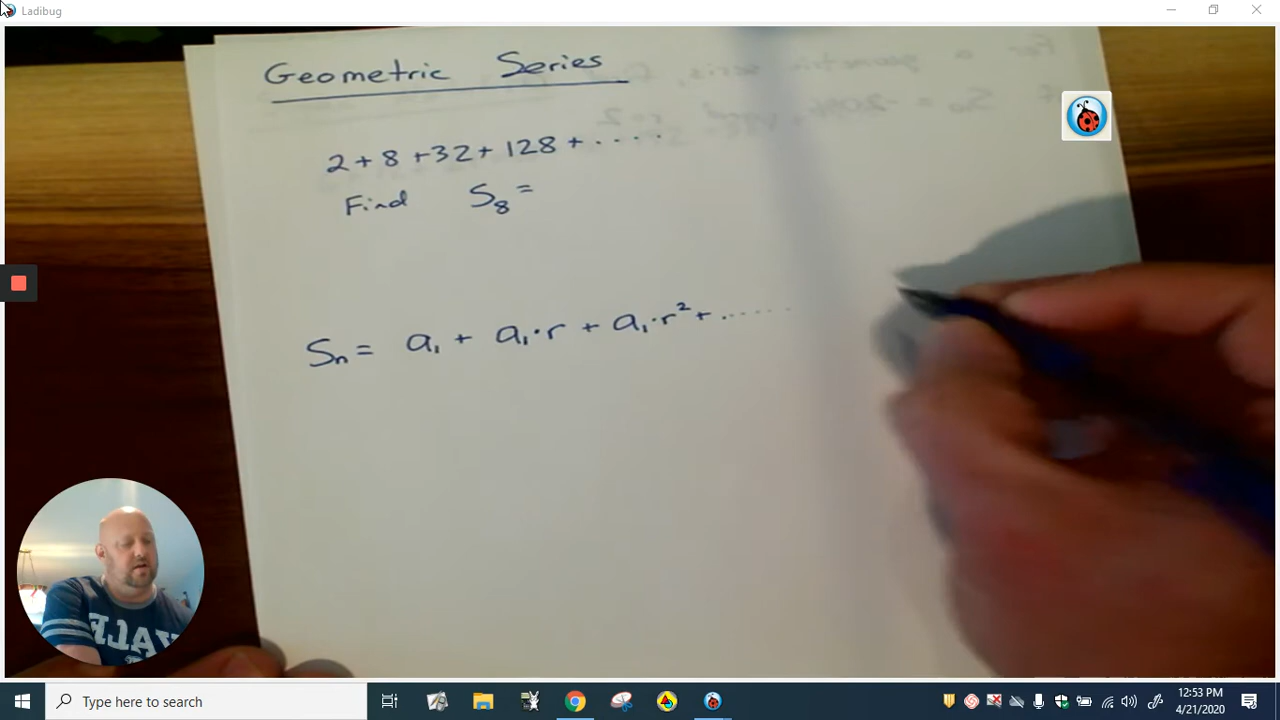 Ladibug
Geometric Series
2 + 8 + 32 + 128 + ....
Find S₈ =
Sₙ = a₁ + a₁·r + a₁·r² + ......
Type here to search
12:53 PM
4/21/2020